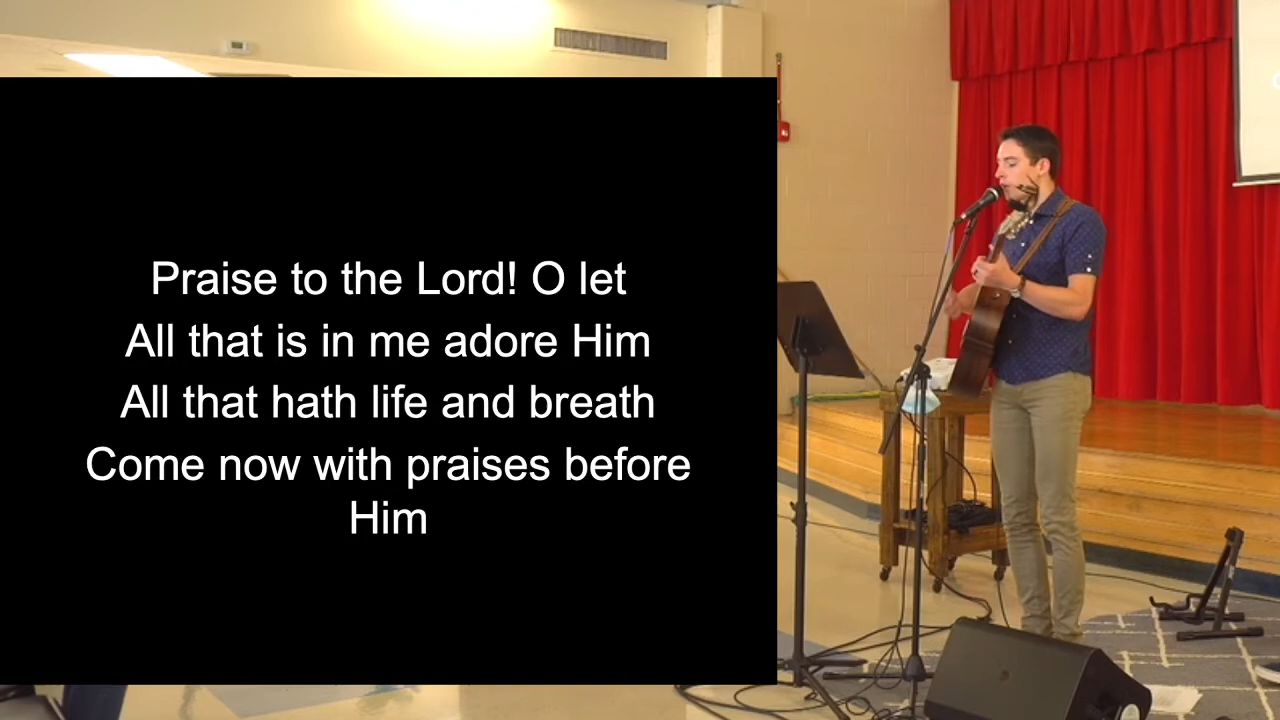 Praise to the Lord! O let
All that is in me adore Him
All that hath life and breath
Come now with praises before
Him